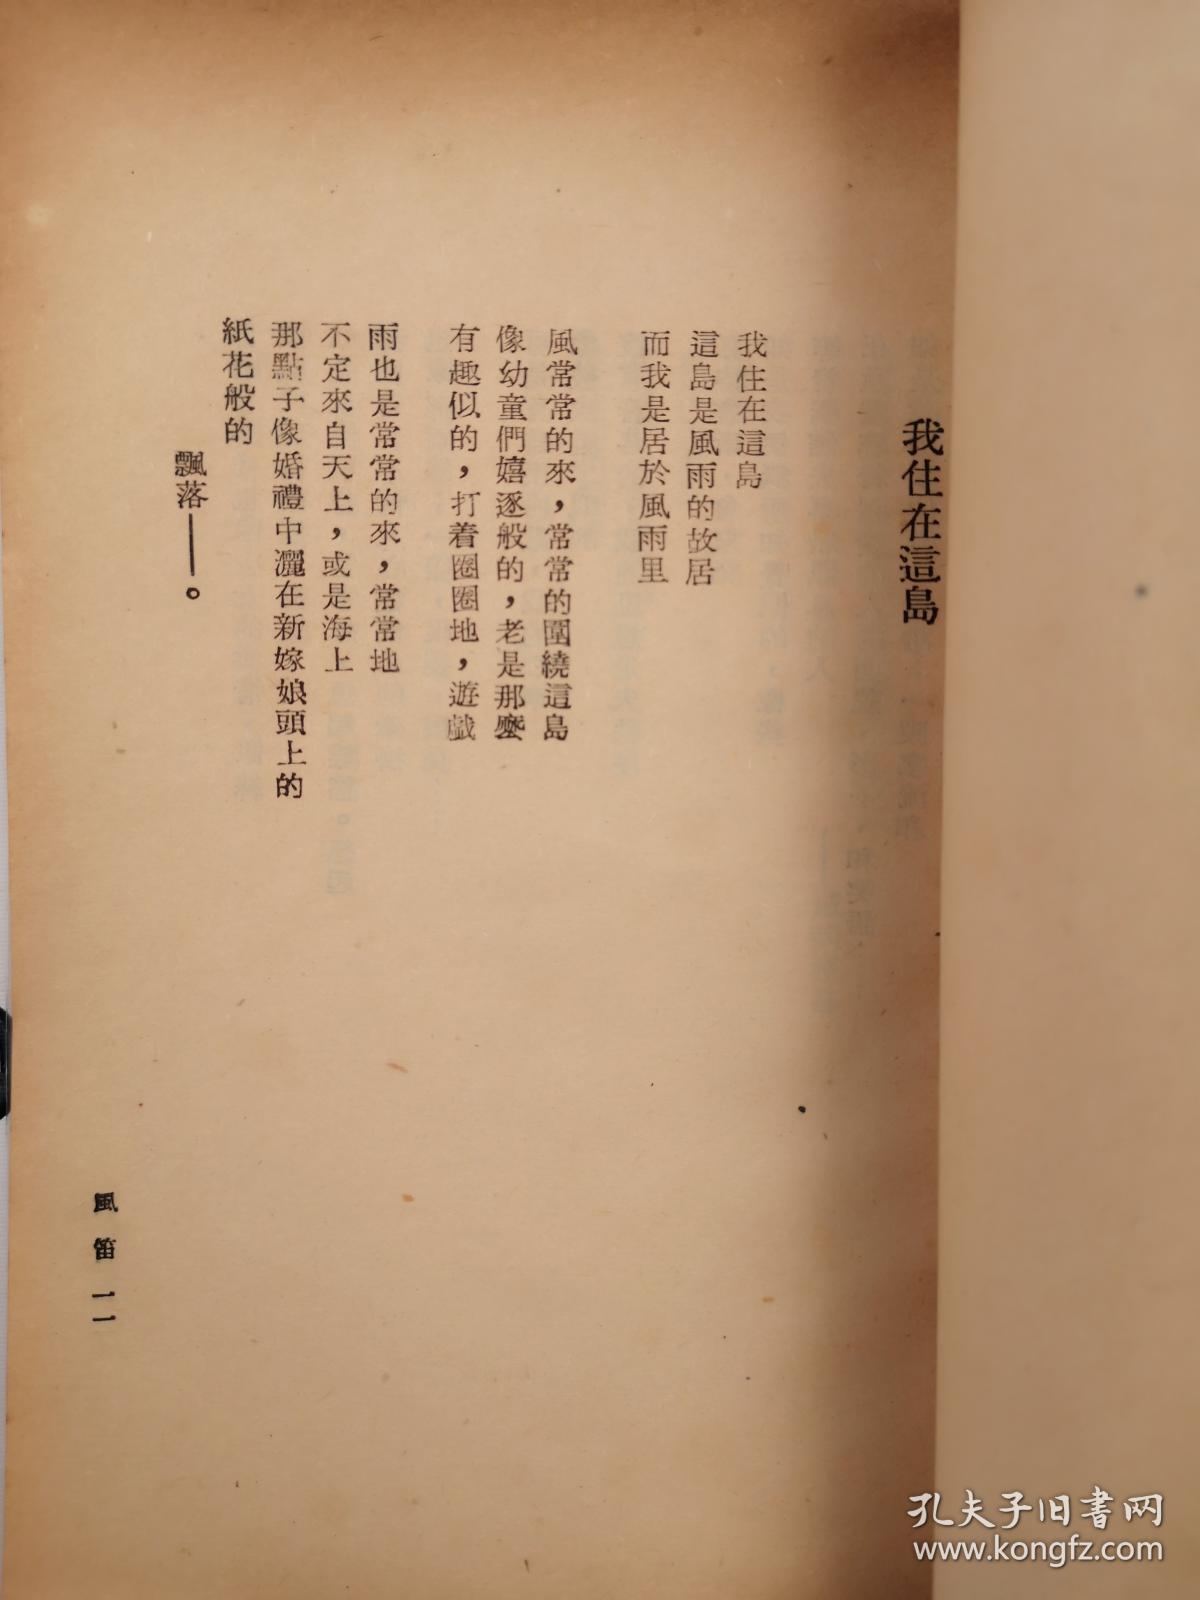 我住在這島
我住在這島
這島是風雨的故居
而我是居於風雨里
風常常的來，常常的圍繞這島
像幼童們嬉逐般的，老是那麼
有趣似的，打着圈圈地，遊戲
雨也是常常的來，常常地
不定來自天上，或是海上
那點子像婚禮中灑在新嫁娘頭上的
紙花般的
飄落——。
風笛 一一
孔夫子旧书网
www.kongfz.com